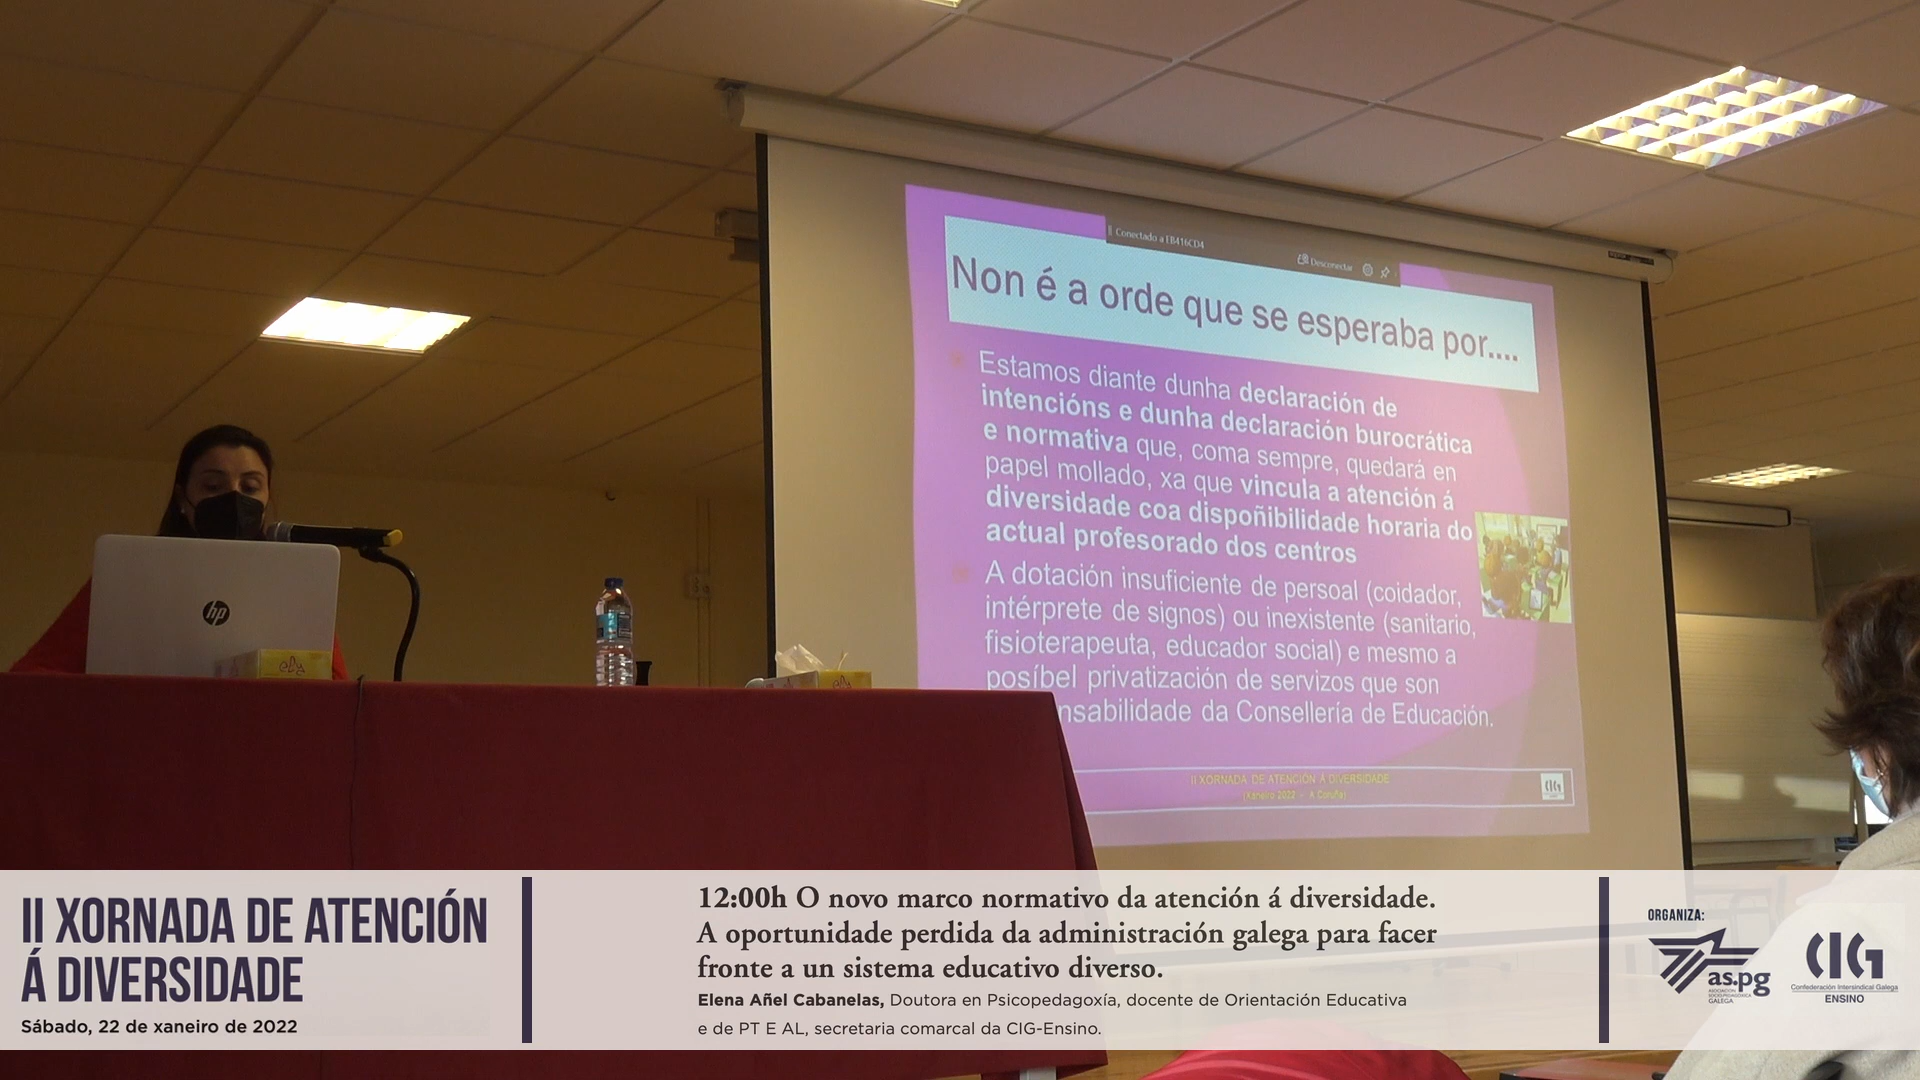 Conectado a EB416CD4
Desconectar
Non é a orde que se esperaba por....
Estamos diante dunha declaración de
intencións e dunha declaración burocrática
e normativa que, coma sempre, quedará en
papel mollado, xa que vincula a atención á
diversidade coa dispoñibilidade horaria do
actual profesorado dos centros
A dotación insuficiente de persoal (coidador,
intérprete de signos) ou inexistente (sanitario,
fisioterapeuta, educador social) e mesmo a
posíbel privatización de servizos que son
nsabilidade da Consellería de Educación.
II XORNADA DE ATENCIÓN Á DIVERSIDADE
(Xaneiro 2022 - A Coruña)
CIG
hp
II XORNADA DE ATENCIÓN
Á DIVERSIDADE
Sábado, 22 de xaneiro de 2022
12:00h O novo marco normativo da atención á diversidade.
A oportunidade perdida da administración galega para facer
fronte a un sistema educativo diverso.
Elena Añel Cabanelas, Doutora en Psicopedagoxía, docente de Orientación Educativa
e de PT E AL, secretaria comarcal da CIG-Ensino.
ORGANIZA:
as.pg
ASOCIACIÓN
SOCIO-PEDAGÓXICA
GALEGA
CIG
Confederación Intersindical Galega
ENSINO